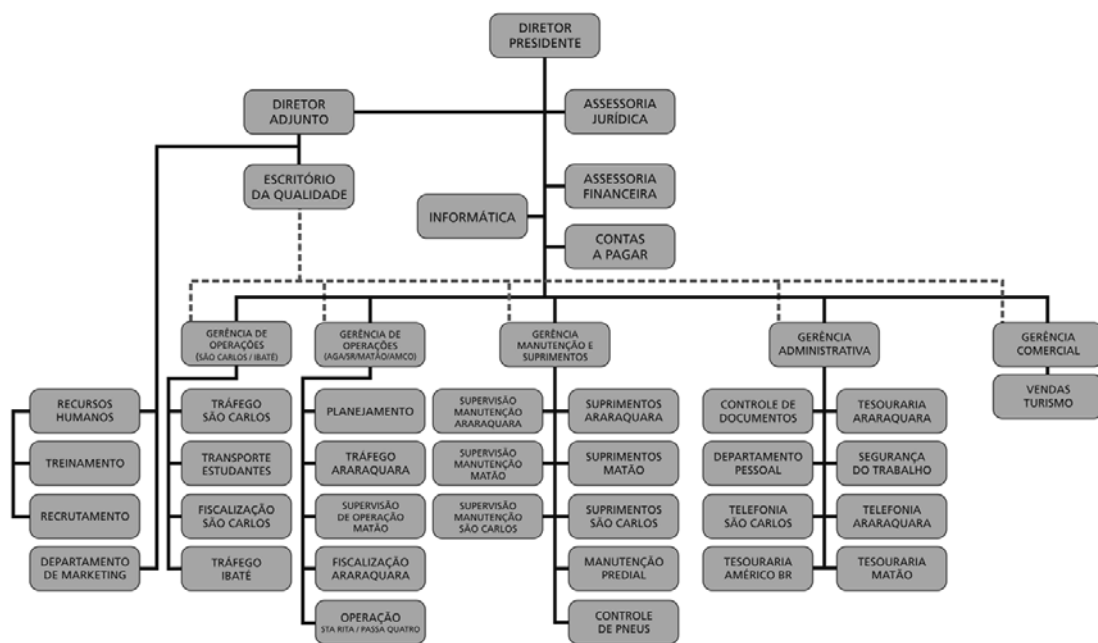 DIRETOR
PRESIDENTE
DIRETOR
ADJUNTO
ASSESSORIA
JURÍDICA
ESCRITÓRIO
DA QUALIDADE
ASSESSORIA
FINANCEIRA
INFORMÁTICA
CONTAS
A PAGAR
GERÊNCIA DE
OPERAÇÕES
(SÃO CARLOS / IBATÉ)
GERÊNCIA DE
OPERAÇÕES
(AGA/SR/MATÃO/AMCO)
GERÊNCIA
MANUTENÇÃO E
SUPRIMENTOS
GERÊNCIA
ADMINISTRATIVA
GERÊNCIA
COMERCIAL
RECURSOS
HUMANOS
TRÁFEGO
SÃO CARLOS
PLANEJAMENTO
SUPERVISÃO
MANUTENÇÃO
ARARAQUARA
SUPRIMENTOS
ARARAQUARA
CONTROLE DE
DOCUMENTOS
TESOURARIA
ARARAQUARA
VENDAS
TURISMO
TREINAMENTO
TRANSPORTE
ESTUDANTES
TRÁFEGO
ARARAQUARA
SUPERVISÃO
MANUTENÇÃO
MATÃO
SUPRIMENTOS
MATÃO
DEPARTAMENTO
PESSOAL
SEGURANÇA
DO TRABALHO
RECRUTAMENTO
FISCALIZAÇÃO
SÃO CARLOS
SUPERVISÃO
DE OPERAÇÃO
MATÃO
SUPERVISÃO
MANUTENÇÃO
SÃO CARLOS
SUPRIMENTOS
SÃO CARLOS
TELEFONIA
SÃO CARLOS
TELEFONIA
ARARAQUARA
DEPARTAMENTO
DE MARKETING
TRÁFEGO
IBATÉ
FISCALIZAÇÃO
ARARAQUARA
MANUTENÇÃO
PREDIAL
TESOURARIA
AMÉRICO BR
TESOURARIA
MATÃO
OPERAÇÃO
STA RITA / PASSA QUATRO
CONTROLE
DE PNEUS